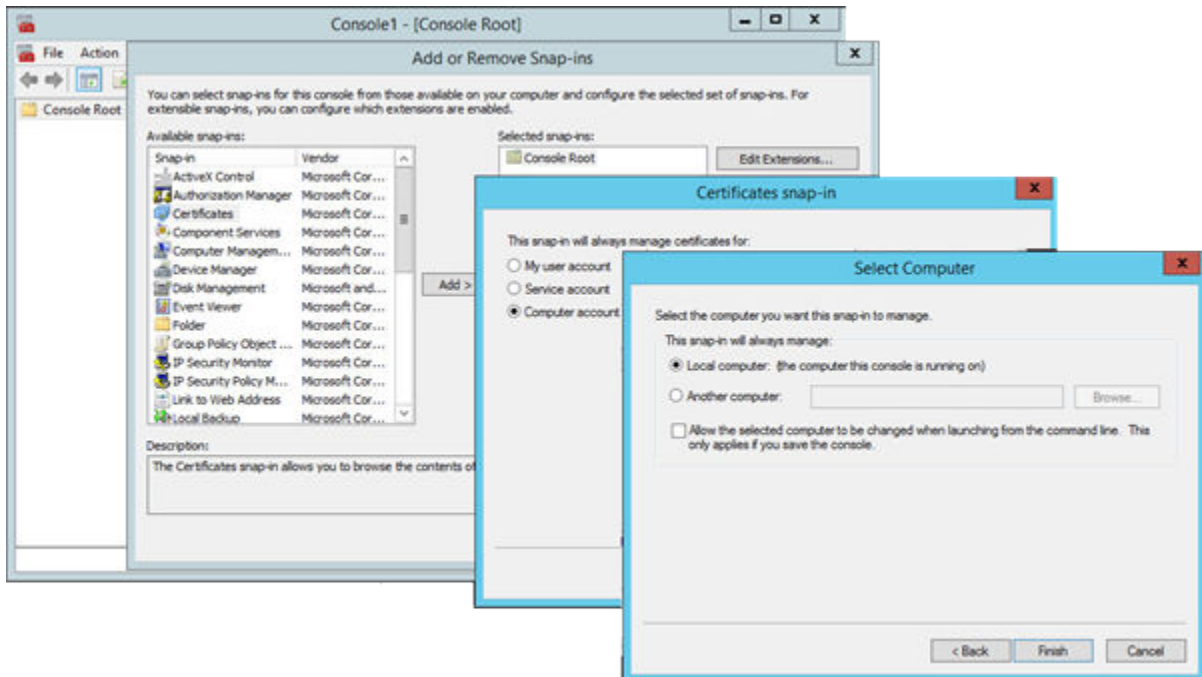 Console1 - [Console Root]
File Action
Console Root
Add or Remove Snap-ins
You can select snap-ins for this console from those available on your computer and configure the selected set of snap-ins. For
extensible snap-ins, you can configure which extensions are enabled.
Available snap-ins:
Snap-in Vendor
ActiveX Control Microsoft Cor...
Authorization Manager Microsoft Cor...
Certificates Microsoft Cor...
Component Services Microsoft Cor...
Computer Managem... Microsoft Cor...
Device Manager Microsoft Cor...
Disk Management Microsoft and...
Event Viewer Microsoft Cor...
Folder Microsoft Cor...
Group Policy Object ... Microsoft Cor...
IP Security Monitor Microsoft Cor...
IP Security Policy M... Microsoft Cor...
Link to Web Address Microsoft Cor...
Local Backup Microsoft Cor...
Add >
Selected snap-ins:
Console Root
Edit Extensions...
Description:
The Certificates snap-in allows you to browse the contents of
Certificates snap-in
This snap-in will always manage certificates for:
My user account
Service account
Computer account
Select Computer
Select the computer you want this snap-in to manage.
This snap-in will always manage:
Local computer: (the computer this console is running on)
Another computer:
Browse...
Allow the selected computer to be changed when launching from the command line. This
only applies if you save the console.
< Back Finish Cancel